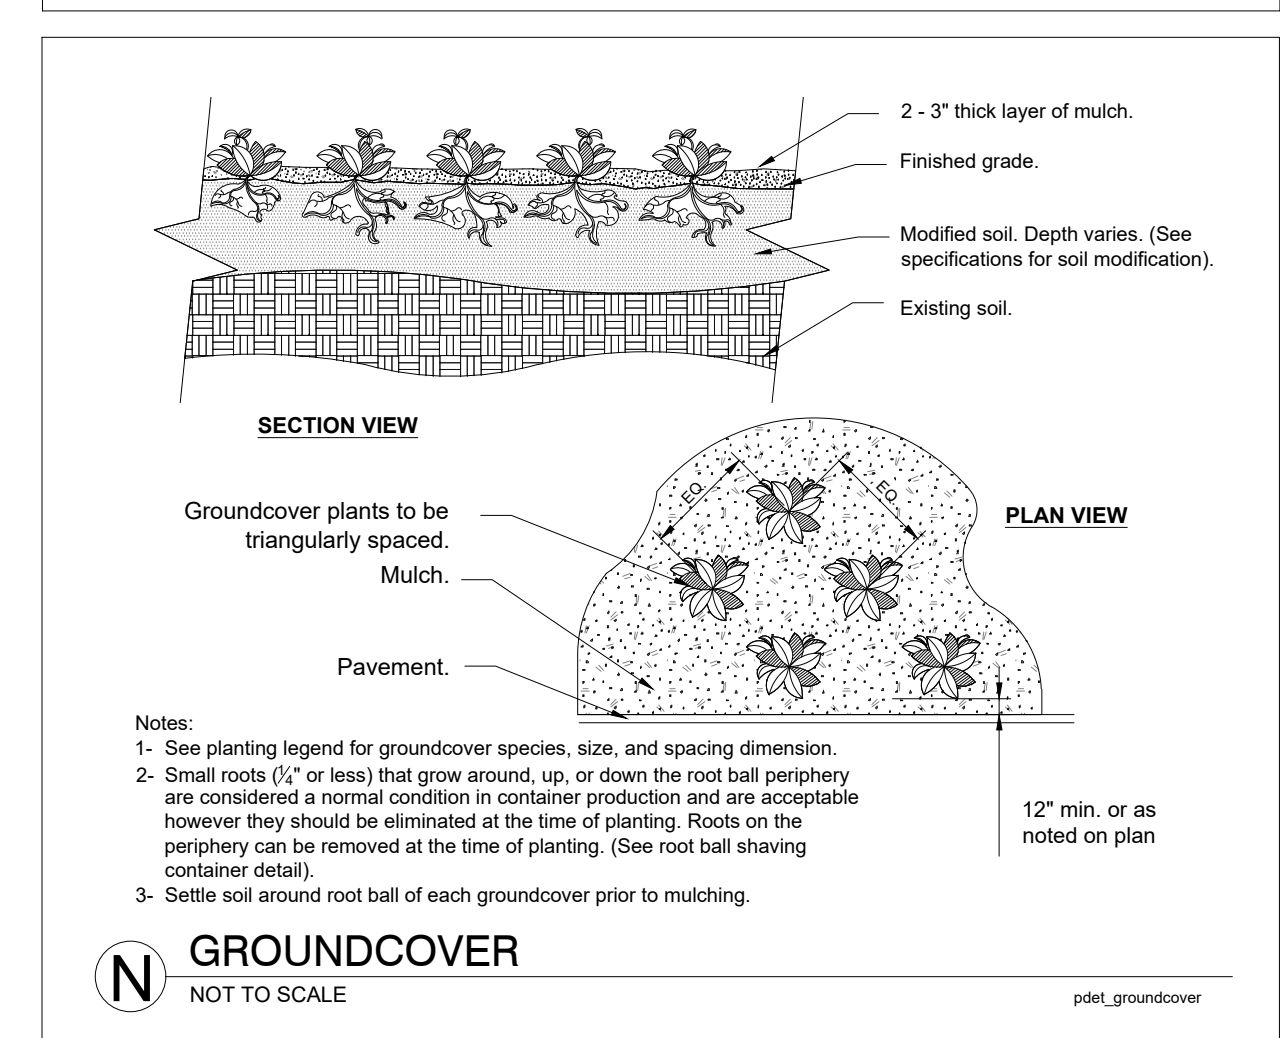 2 - 3" thick layer of mulch.
Finished grade.
Modified soil. Depth varies. (See
specifications for soil modification).
Existing soil.
SECTION VIEW
EQ.
EQ.
PLAN VIEW
Groundcover plants to be
triangularly spaced.
Mulch.
Pavement.
12" min. or as
noted on plan
Notes:
1- See planting legend for groundcover species, size, and spacing dimension.
2- Small roots (¼" or less) that grow around, up, or down the root ball periphery
are considered a normal condition in container production and are acceptable
however they should be eliminated at the time of planting. Roots on the
periphery can be removed at the time of planting. (See root ball shaving
container detail).
3- Settle soil around root ball of each groundcover prior to mulching.
N
GROUNDCOVER
NOT TO SCALE
pdet_groundcover